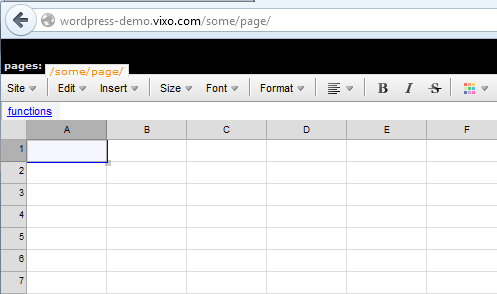 wordpress-demo.vixo.com/some/page/
pages: /some/page/
Site Edit Insert Size Font Format B I S
functions
A B C D E F
1
2
3
4
5
6
7